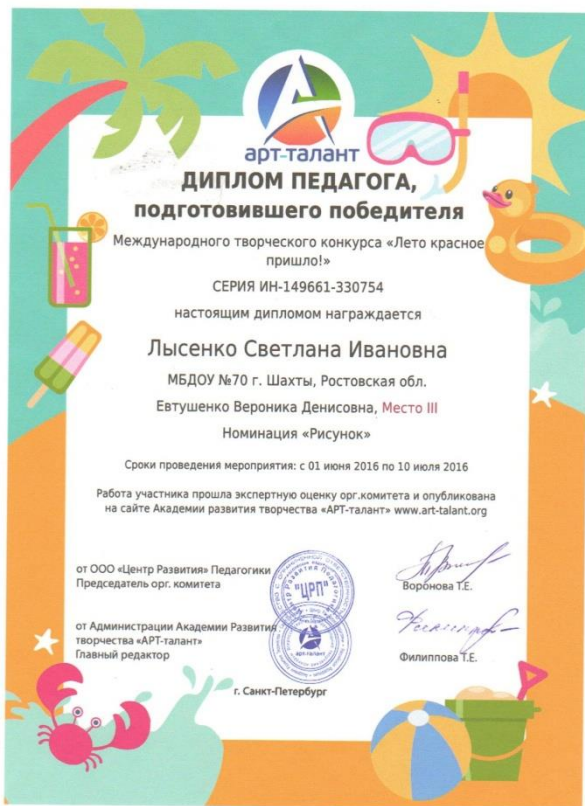 арт-талант
ДИПЛОМ ПЕДАГОГА,
подготовившего победителя
Международного творческого конкурса «Лето красное
пришло!»
СЕРИЯ ИН-149661-330754
настоящим дипломом награждается
Лысенко Светлана Ивановна
МБДОУ №70 г. Шахты, Ростовская обл.
Евтушенко Вероника Денисовна, Место III
Номинация «Рисунок»
Сроки проведения мероприятия: с 01 июня 2016 по 10 июля 2016
Работа участника прошла экспертную оценку орг.комитета и опубликована
на сайте Академии развития творчества «АРТ-талант» www.art-talant.org
от ООО «Центр Развития» Педагогики
Председатель орг. комитета
"ЦРП"
Воронова Т.Е.
от Администрации Академии Развития
творчества «АРТ-талант»
Главный редактор
арт-талант
Филиппова Т.Е.
г. Санкт-Петербург